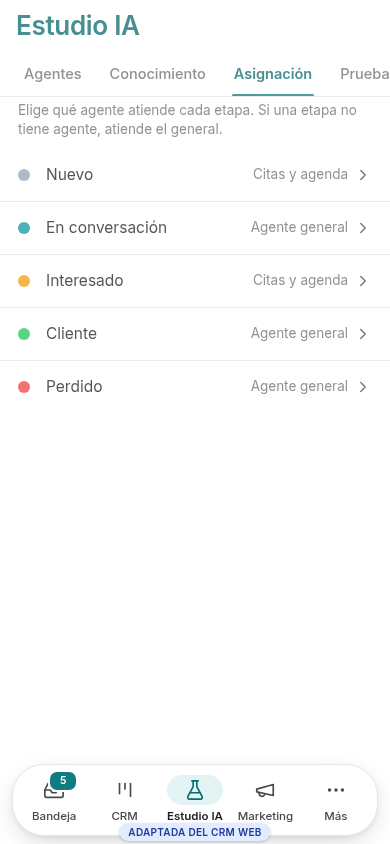 Estudio IA
Agentes
Conocimiento
Asignación
Prueba
Elige qué agente atiende cada etapa. Si una etapa no
tiene agente, atiende el general.
Nuevo
Citas y agenda
En conversación
Agente general
Interesado
Citas y agenda
Cliente
Agente general
Perdido
Agente general
5
Bandeja
CRM
Estudio IA
Marketing
Más
ADAPTADA DEL CRM WEB